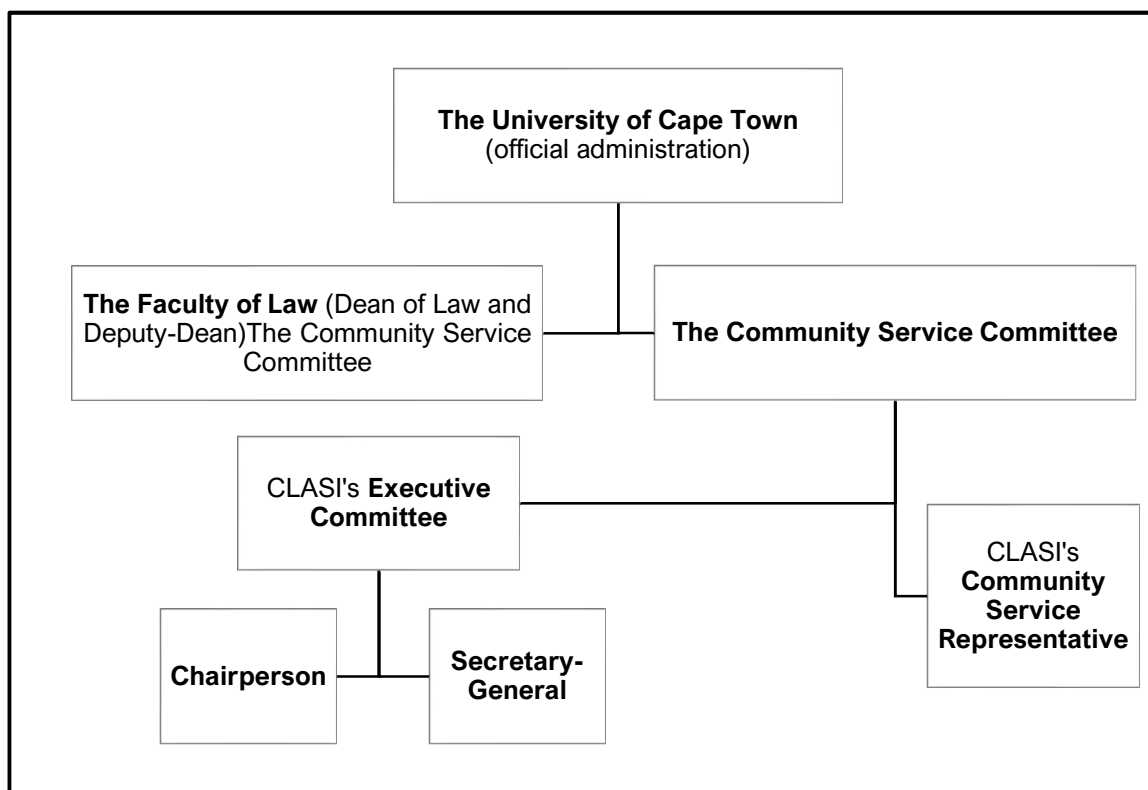 The University of Cape Town
(official administration)
The Faculty of Law (Dean of Law and
Deputy-Dean)The Community Service
Committee
The Community Service Committee
CLASI's Executive
Committee
CLASI's
Community
Service
Representative
Chairperson
Secretary-
General